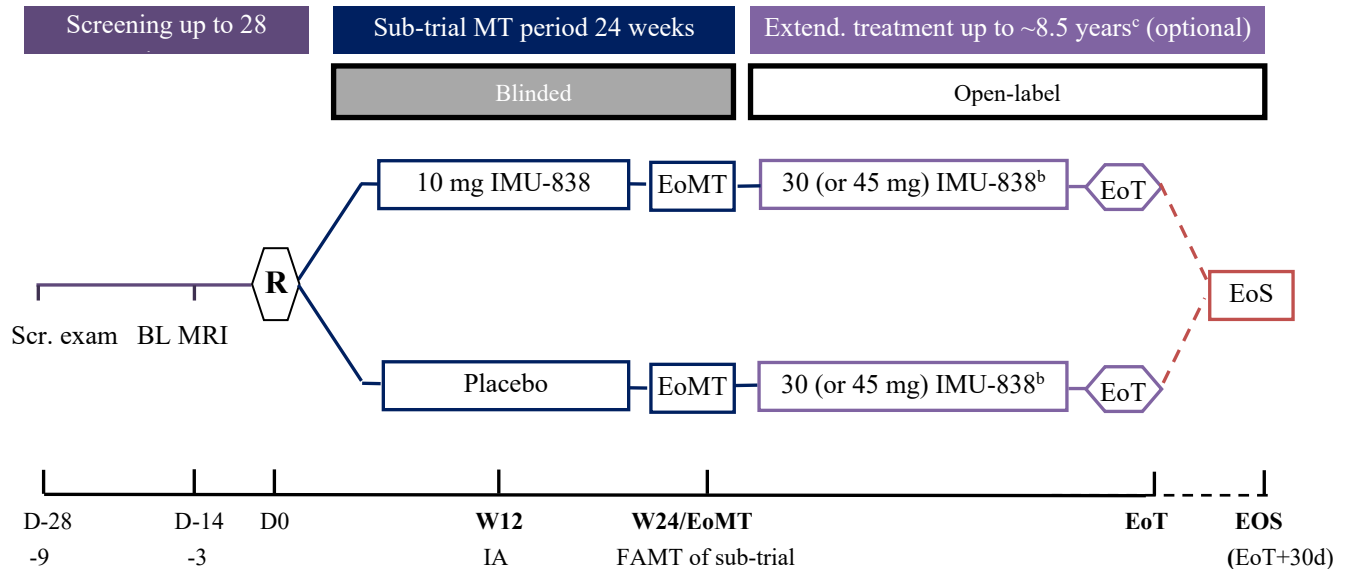 Screening up to 28
Sub-trial MT period 24 weeks
Extend. treatment up to ~8.5 yearsᶜ (optional)
Blinded
Open-label
10 mg IMU-838
EoMT
30 (or 45 mg) IMU-838ᵇ
EoT
R
EoS
Scr. exam
BL MRI
Placebo
EoMT
30 (or 45 mg) IMU-838ᵇ
EoT
D-28
D-14
D0
W12
W24/EoMT
EoT
EOS
-9
-3
IA
FAMT of sub-trial
(EoT+30d)